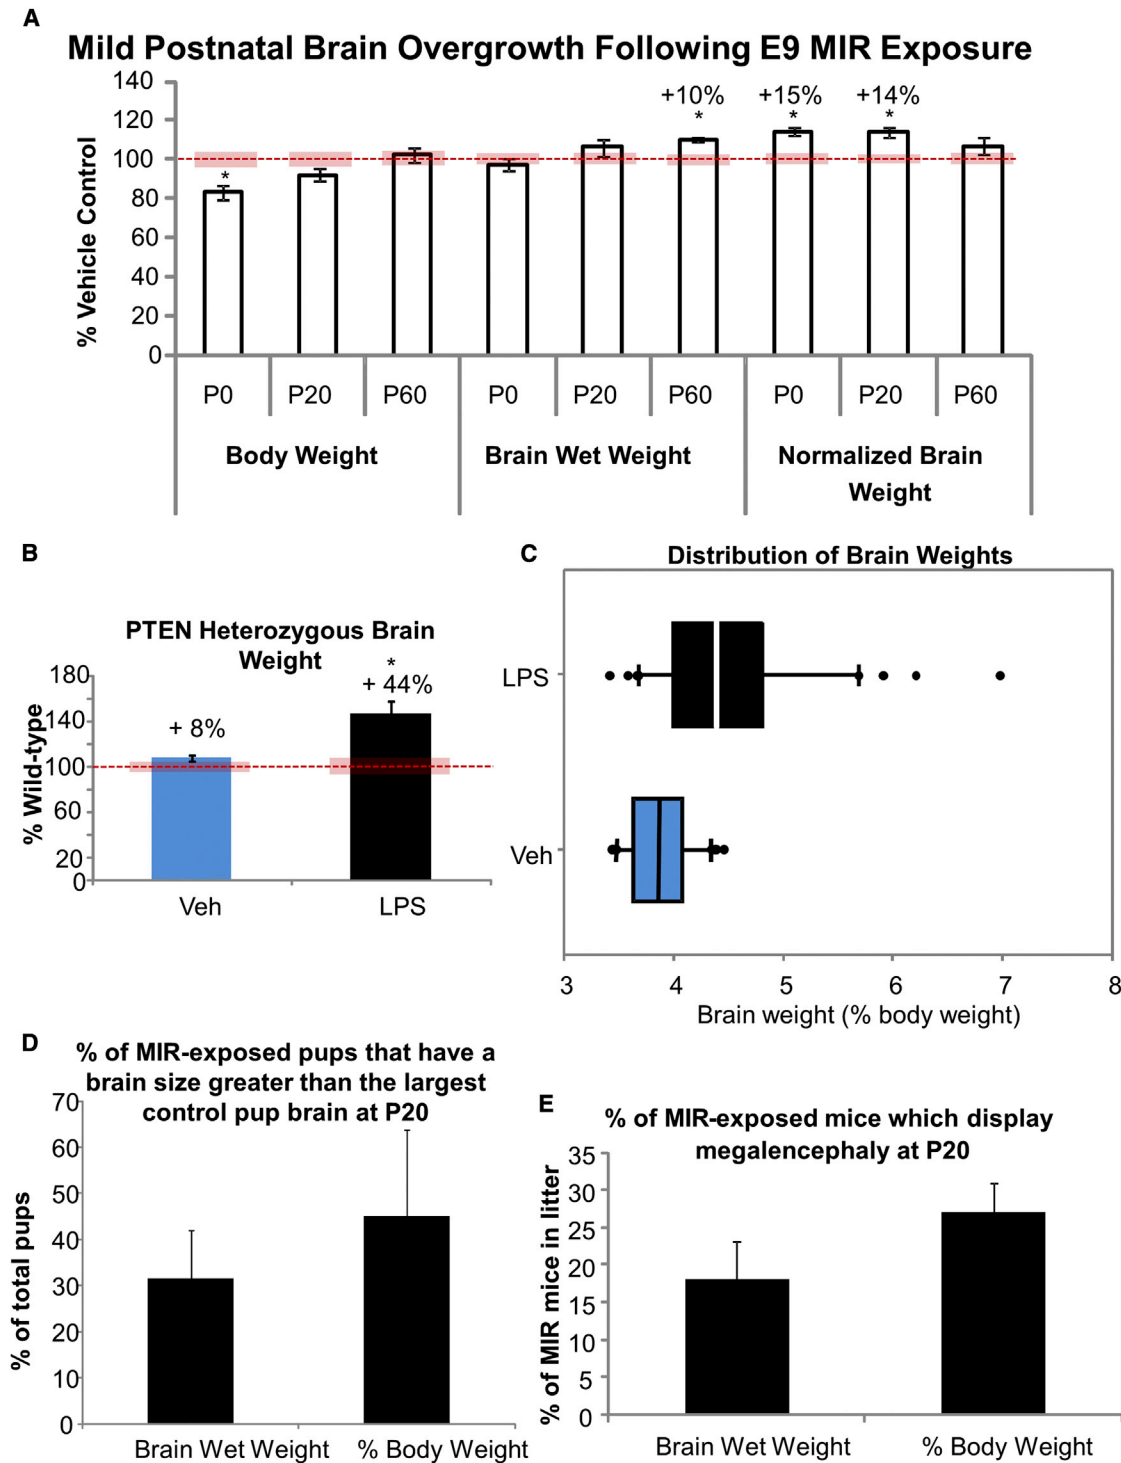 A
Mild Postnatal Brain Overgrowth Following E9 MIR Exposure
% Vehicle Control
140
120
100
80
60
40
20
0
*
+10%
*
+15%
*
+14%
*
P0
P20
P60
P0
P20
P60
P0
P20
P60
Body Weight
Brain Wet Weight
Normalized Brain
Weight
B
PTEN Heterozygous Brain
Weight
% Wild-type
180
140
100
60
20
0
+ 8%
*
+ 44%
Veh
LPS
C
Distribution of Brain Weights
LPS
Veh
3
4
5
6
7
8
Brain weight (% body weight)
D
% of MIR-exposed pups that have a
brain size greater than the largest
control pup brain at P20
% of total pups
70
60
50
40
30
20
10
0
Brain Wet Weight
% Body Weight
E
% of MIR-exposed mice which display
megalencephaly at P20
% of MIR mice in litter
35
30
25
20
15
10
5
0
Brain Wet Weight
% Body Weight